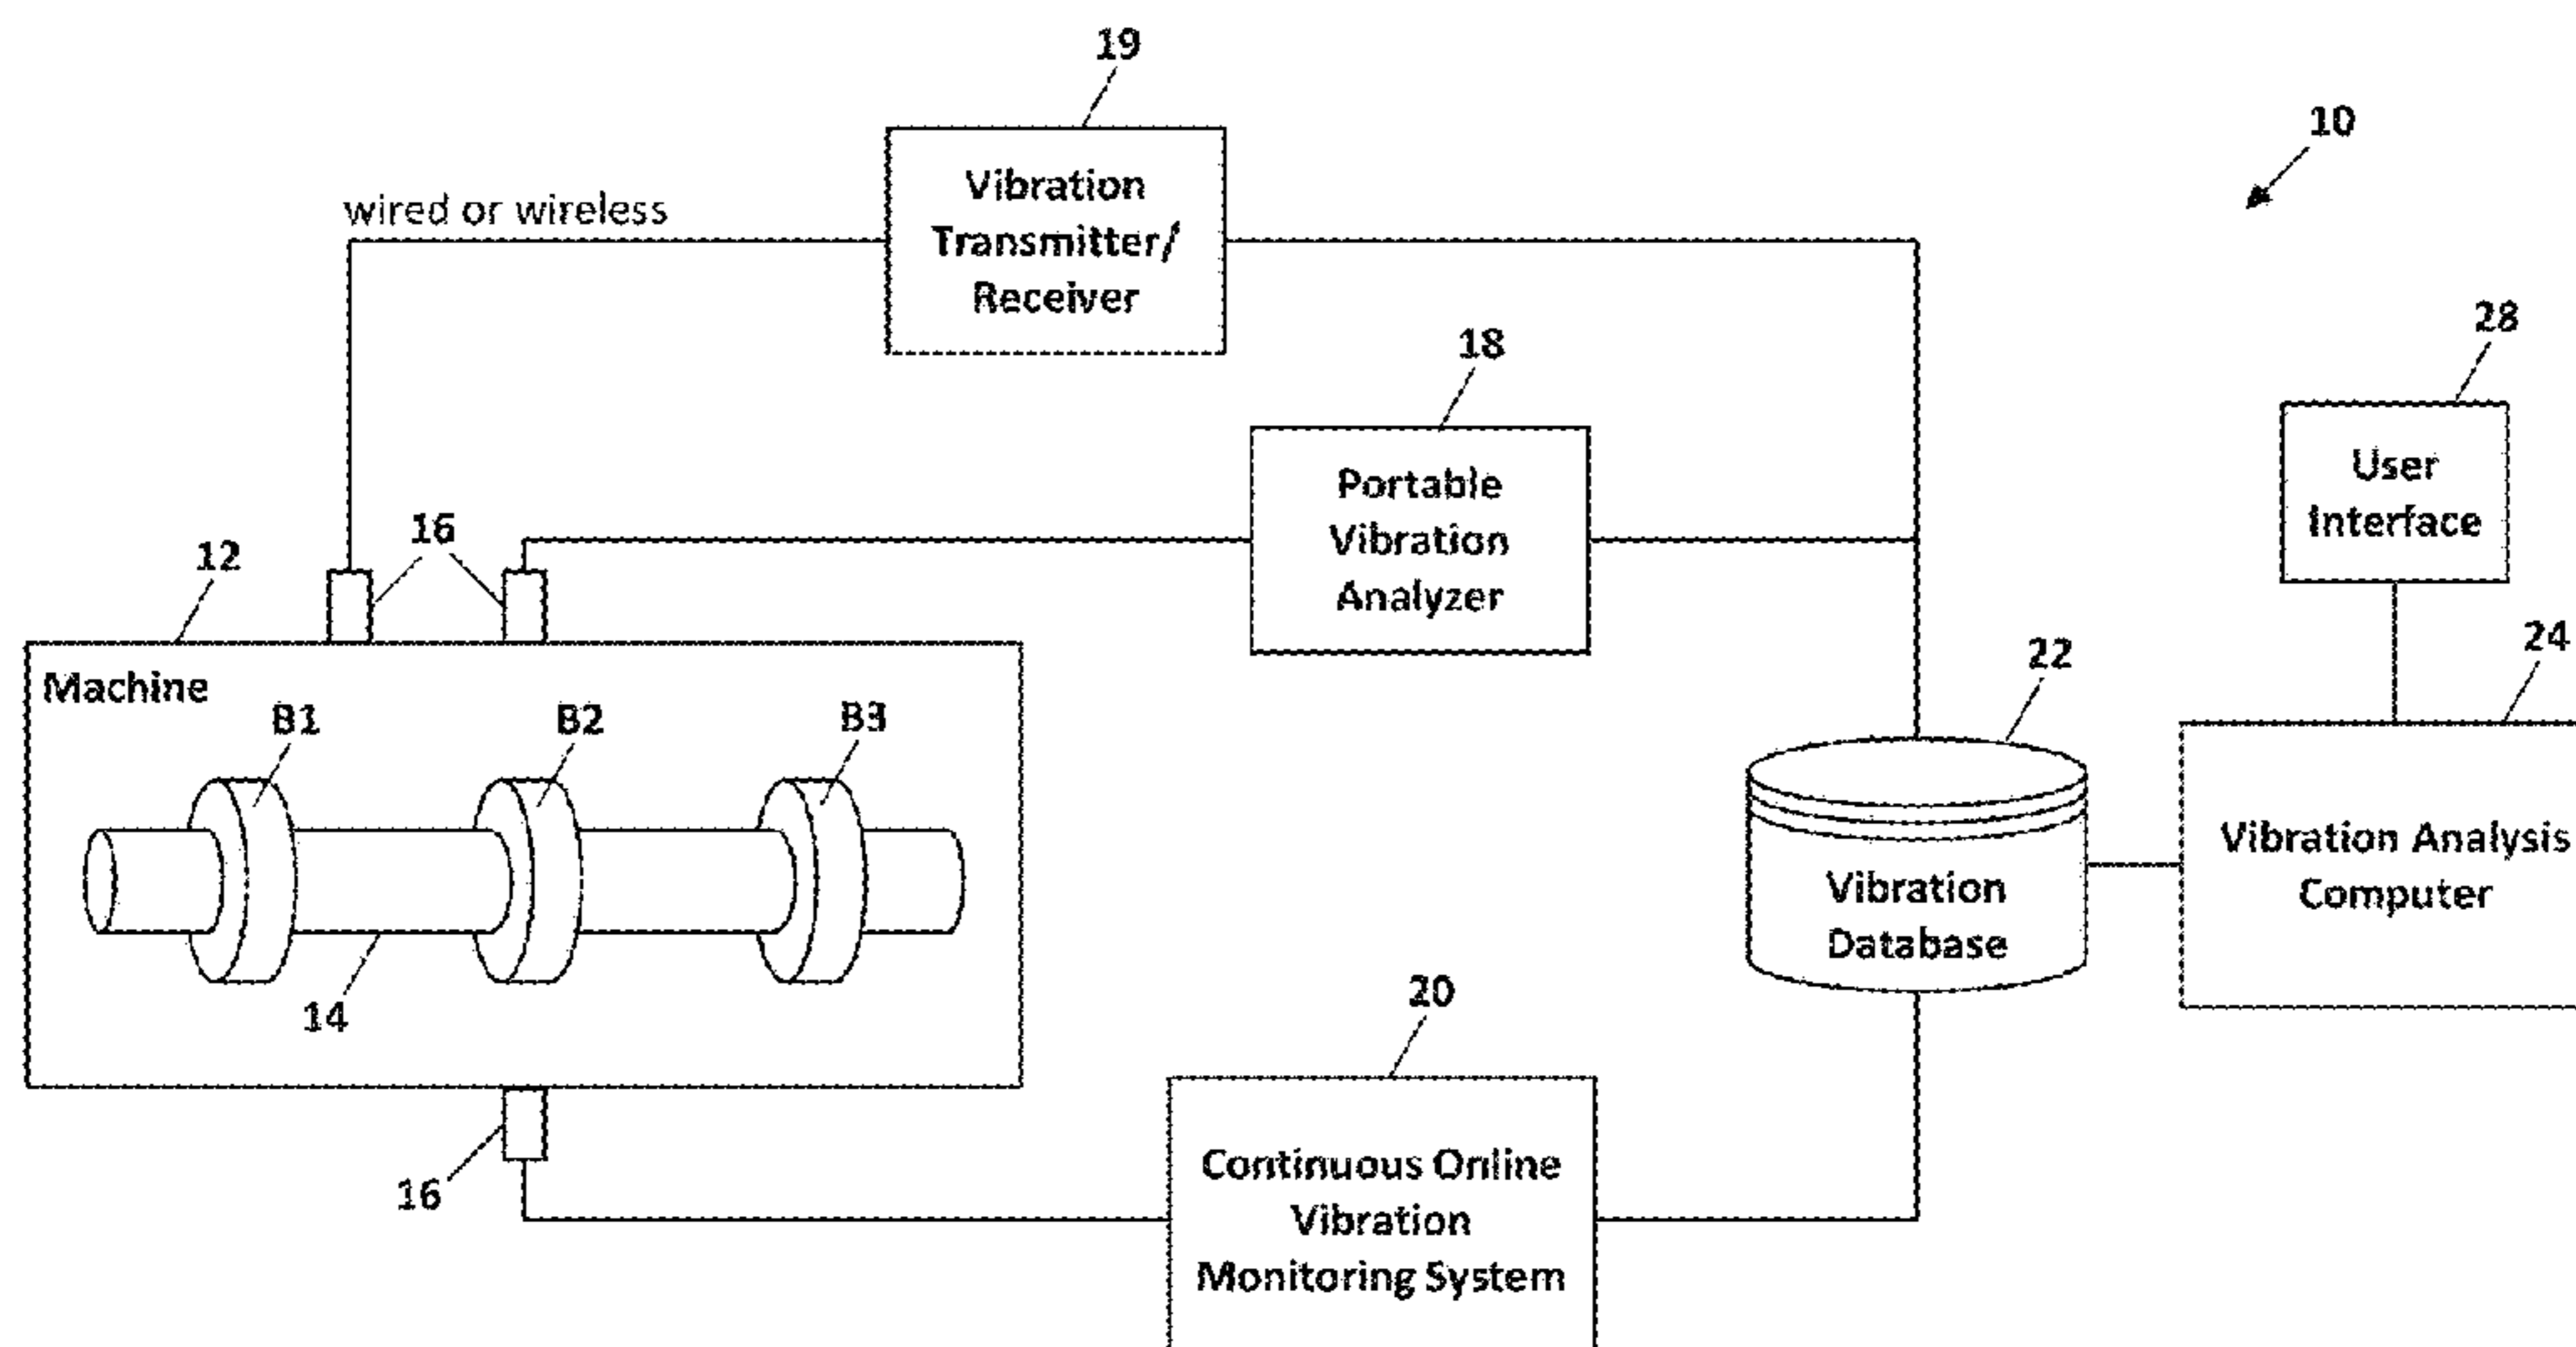 19
10
Vibration
Transmitter/
Receiver
wired or wireless
28
18
User
Interface
Portable
Vibration
Analyzer
16
12
24
22
Machine
B1
B2
B3
Vibration Analysis
Computer
Vibration
Database
14
20
16
Continuous Online
Vibration
Monitoring System